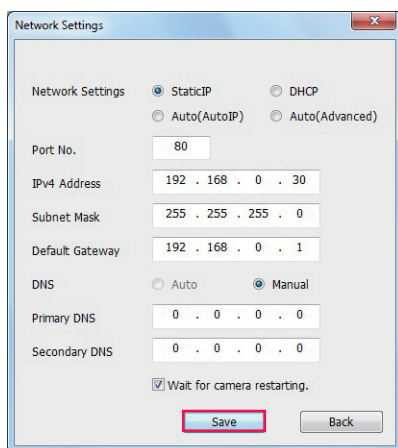 Network Settings
Network Settings StaticIP DHCP
Auto(AutoIP) Auto(Advanced)
Port No. 80
IPv4 Address 192 . 168 . 0 . 30
Subnet Mask 255 . 255 . 255 . 0
Default Gateway 192 . 168 . 0 . 1
DNS Auto Manual
Primary DNS 0 . 0 . 0 . 0
Secondary DNS 0 . 0 . 0 . 0
Wait for camera restarting.
Save Back